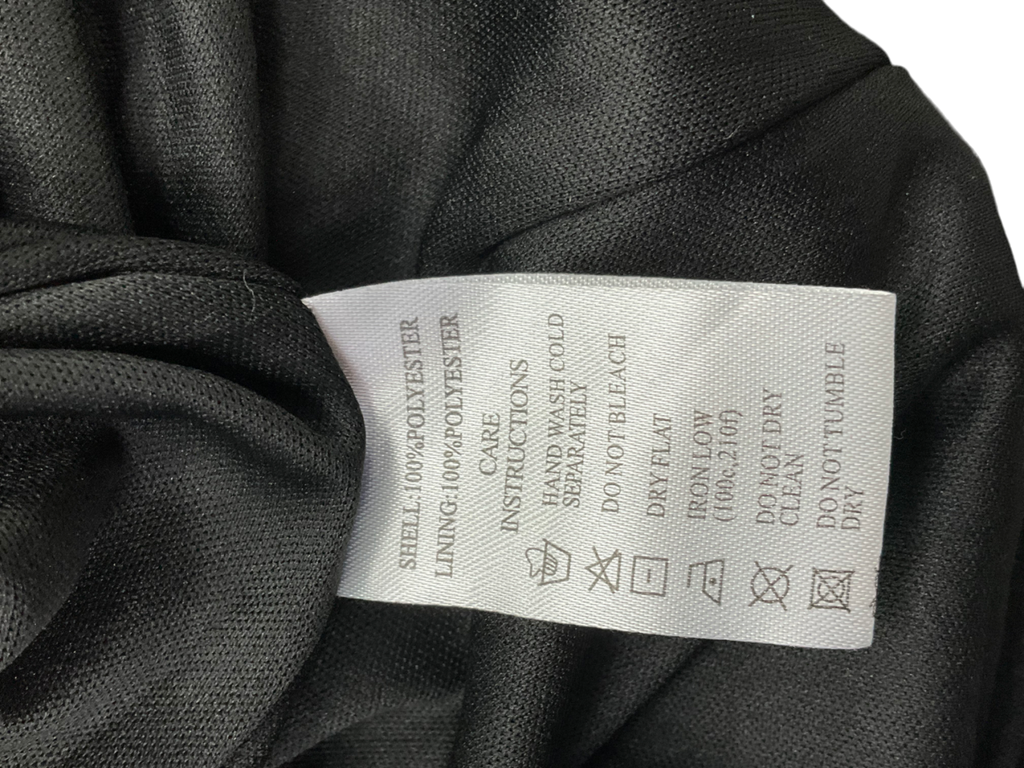 SHELL:100%POLYESTER
LINING:100%POLYESTER
CARE
INSTRUCTIONS
HAND WASH COLD
SEPARATELY
DO NOT BLEACH
DRY FLAT
IRON LOW
(100c,210f)
DO NOT DRY
CLEAN
DO NOT TUMBLE
DRY